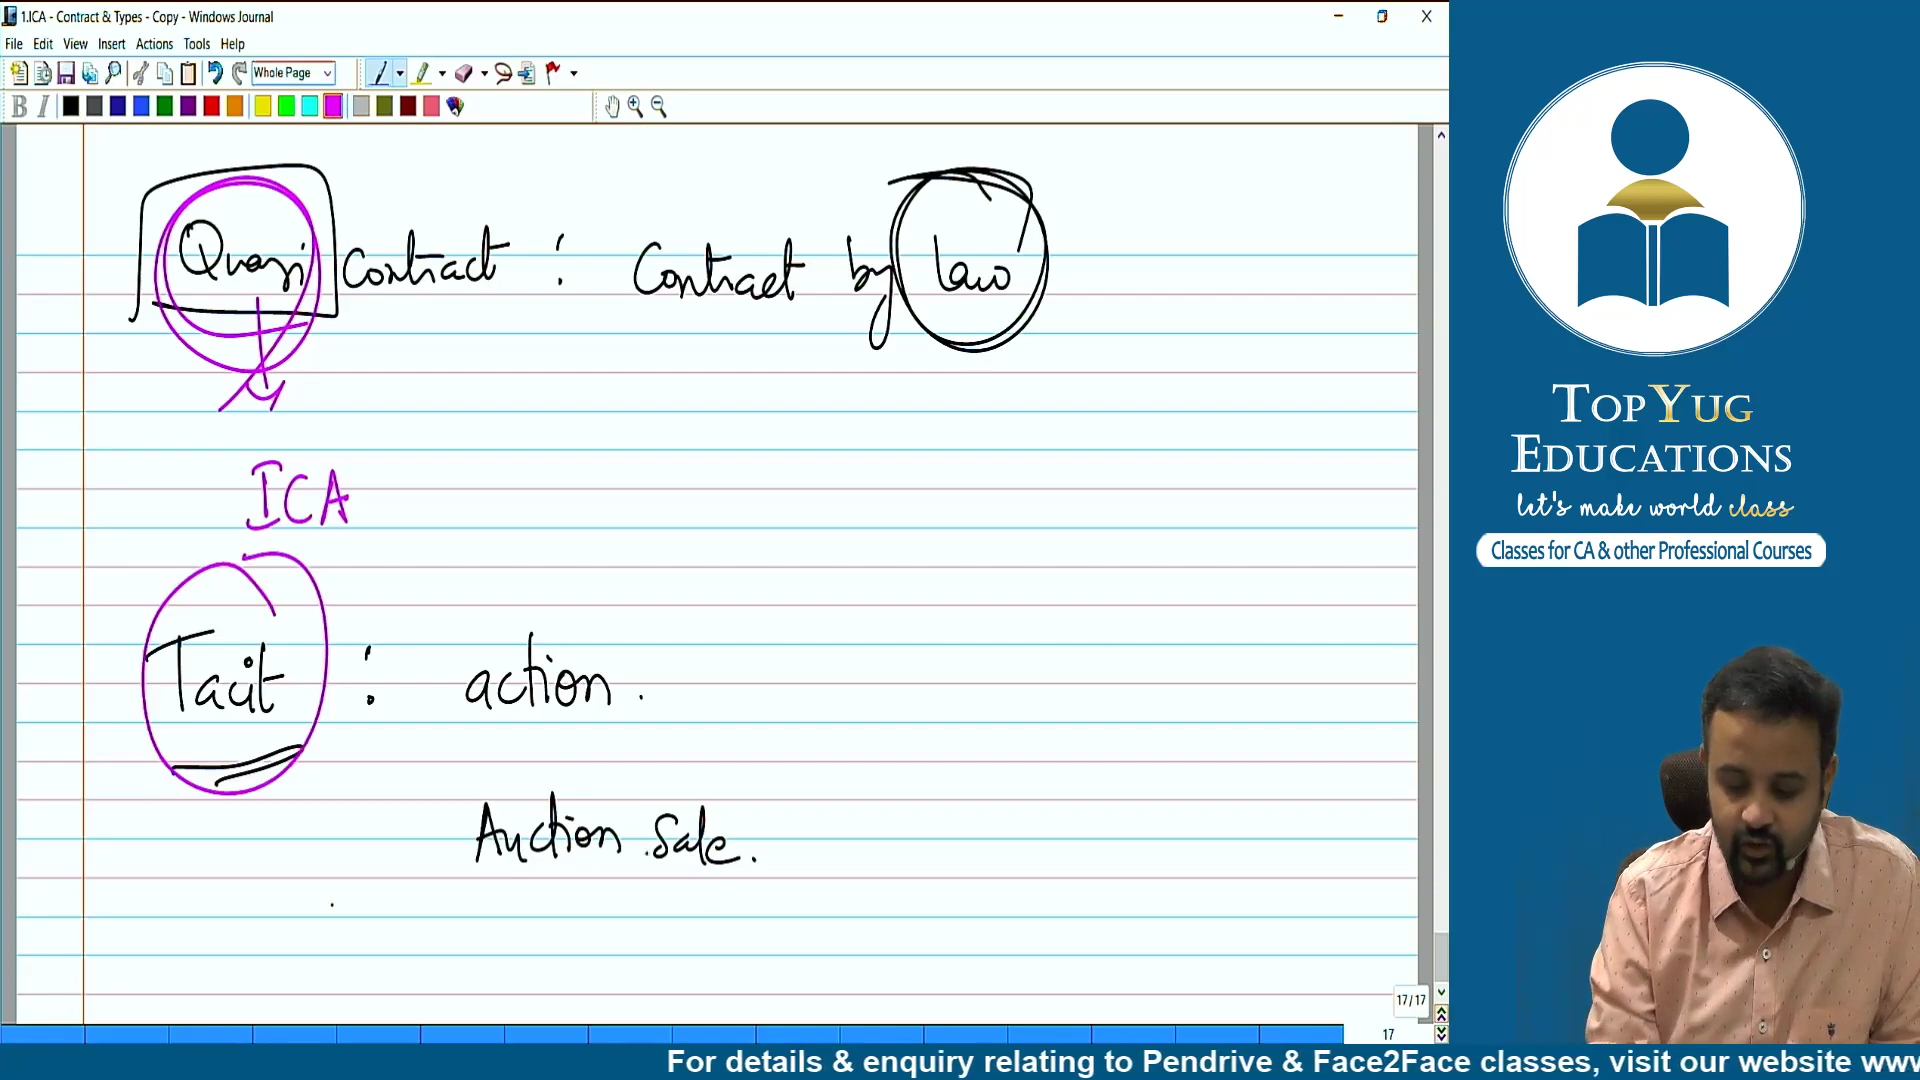 1.ICA - Contract & Types - Copy - Windows Journal
File Edit View Insert Actions Tools Help
Whole Page
B I
Quasi Contract : Contract by law
ICA
Tacit : action.
Auction Sale.
17/17
17
TOPYUG
EDUCATIONS
let's make world class
Classes for CA & other Professional Courses
For details & enquiry relating to Pendrive & Face2Face classes, visit our website www